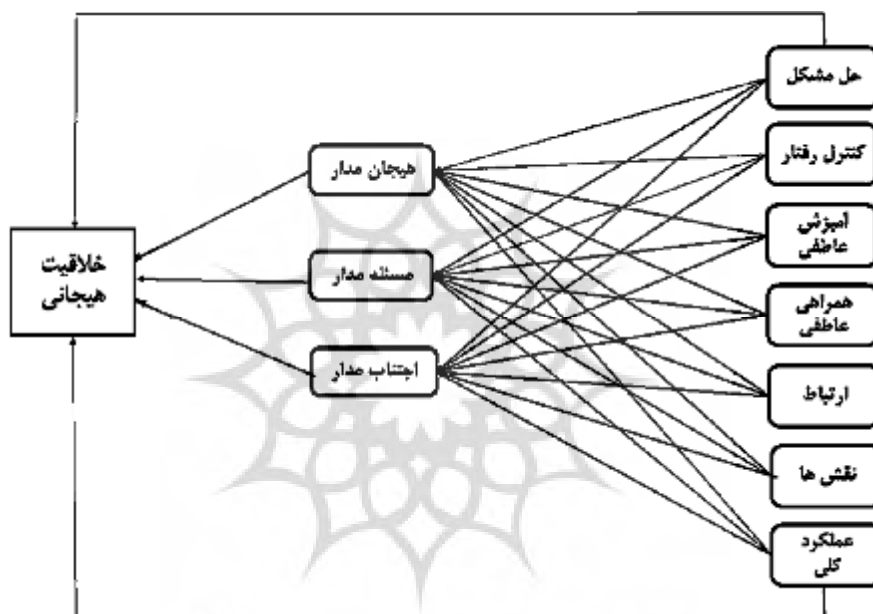 حل مشکل
کنترل رفتار
آمیزش
عاطفی
همراهی
عاطفی
ارتباط
نقش ها
عملکرد
کلی
هیجان مدار
مسئله مدار
اجتناب مدار
خلاقیت
هیجانی